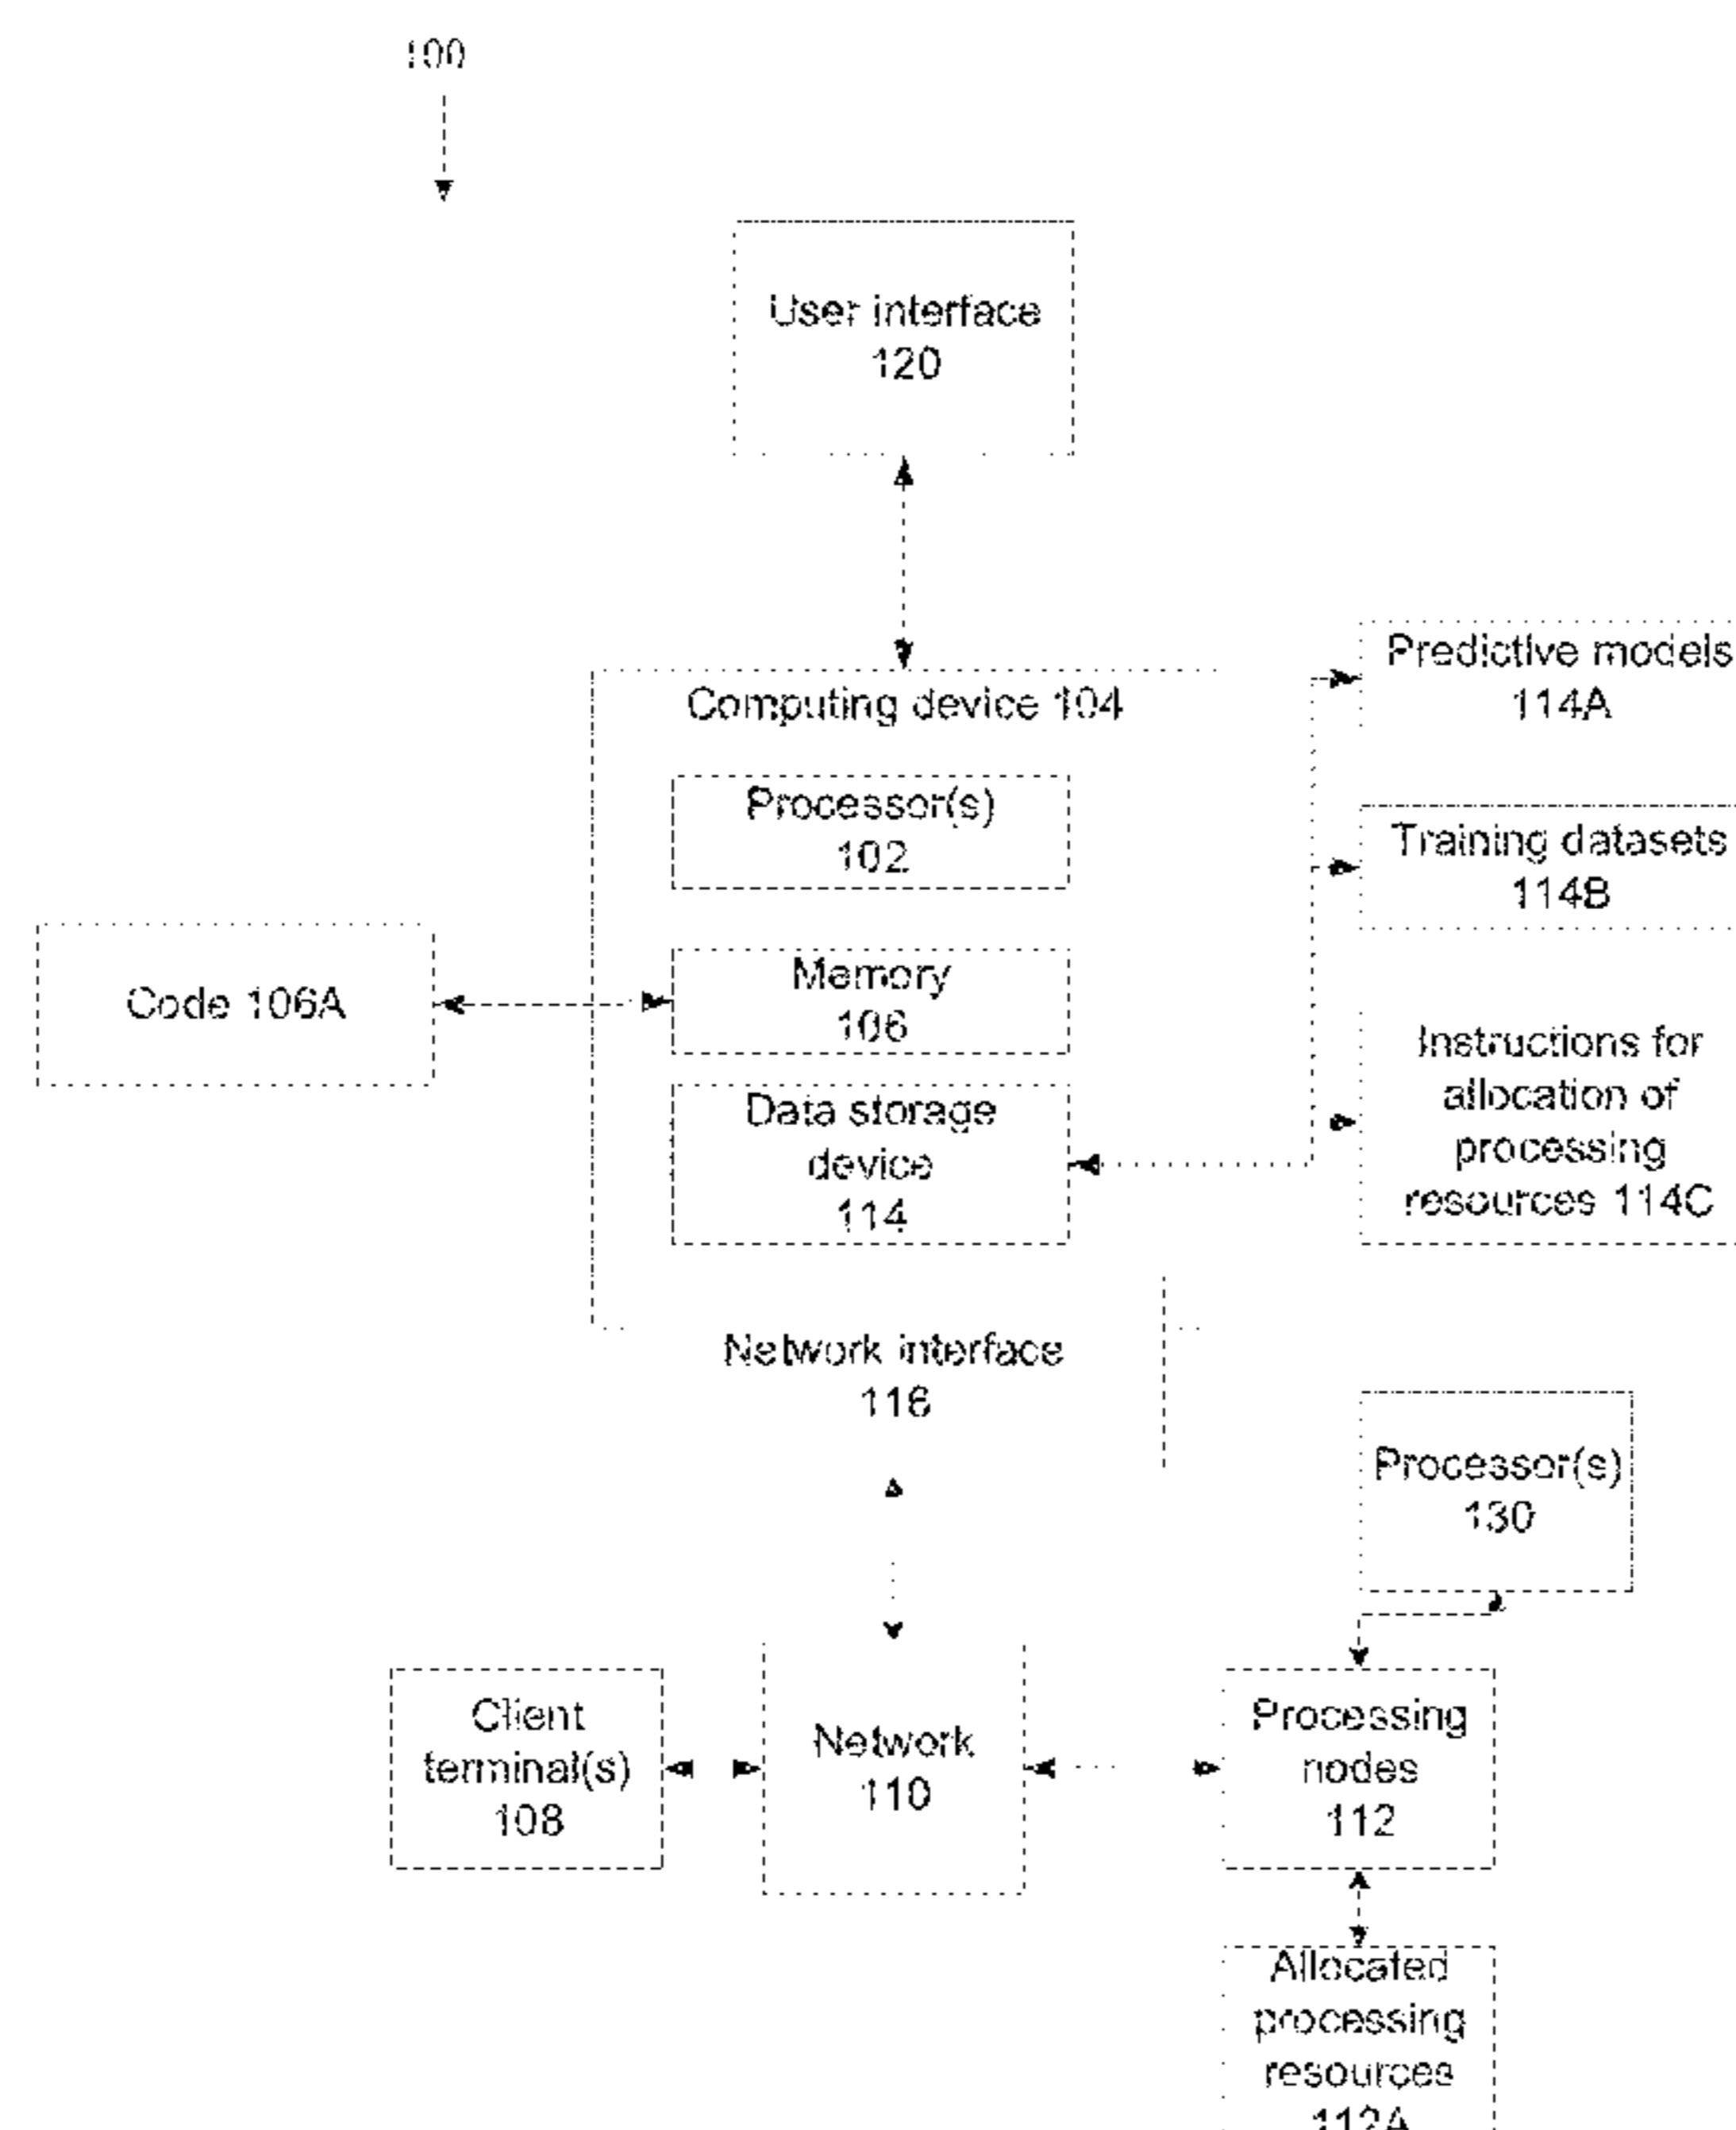 100
User interface
120
Computing device 104
Processor(s)
102
Memory
106
Data storage
device
114
Code 106A
Predictive models
114A
Training datasets
114B
Instructions for
allocation of
processing
resources 114C
Network interface
116
Processor(s)
130
Client
terminal(s)
108
Network
110
Processing
nodes
112
Allocated
processing
resources
112A